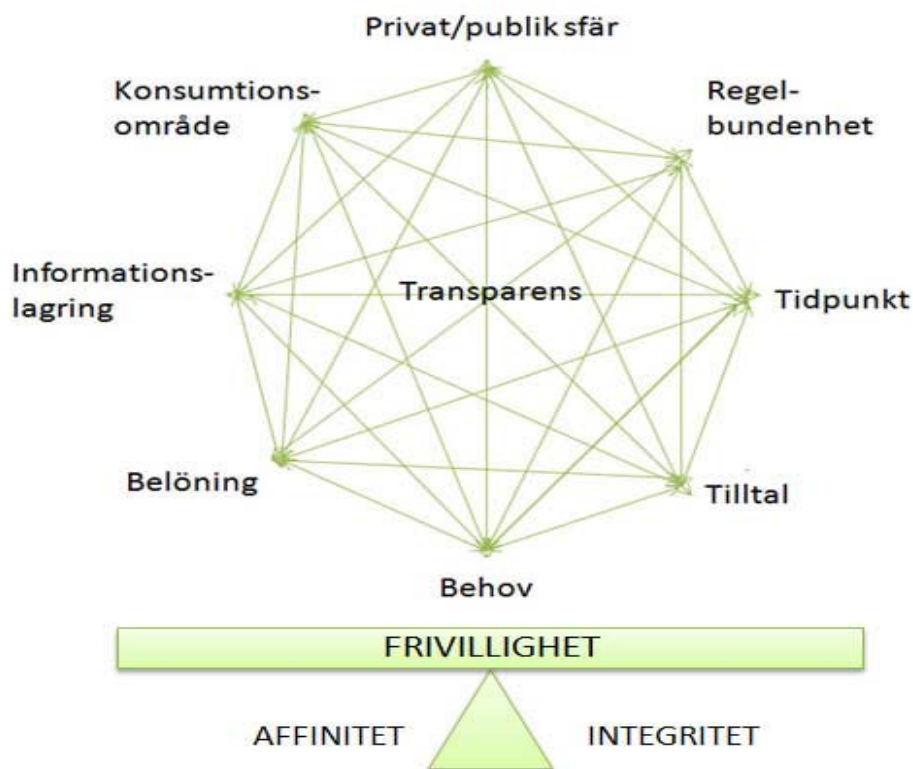 Privat/publik sfär
Konsumtions-
område
Regel-
bundenhet
Informations-
lagring
Transparens
Tidpunkt
Belöning
Tilltal
Behov
FRIVILLIGHET
AFFINITET
INTEGRITET